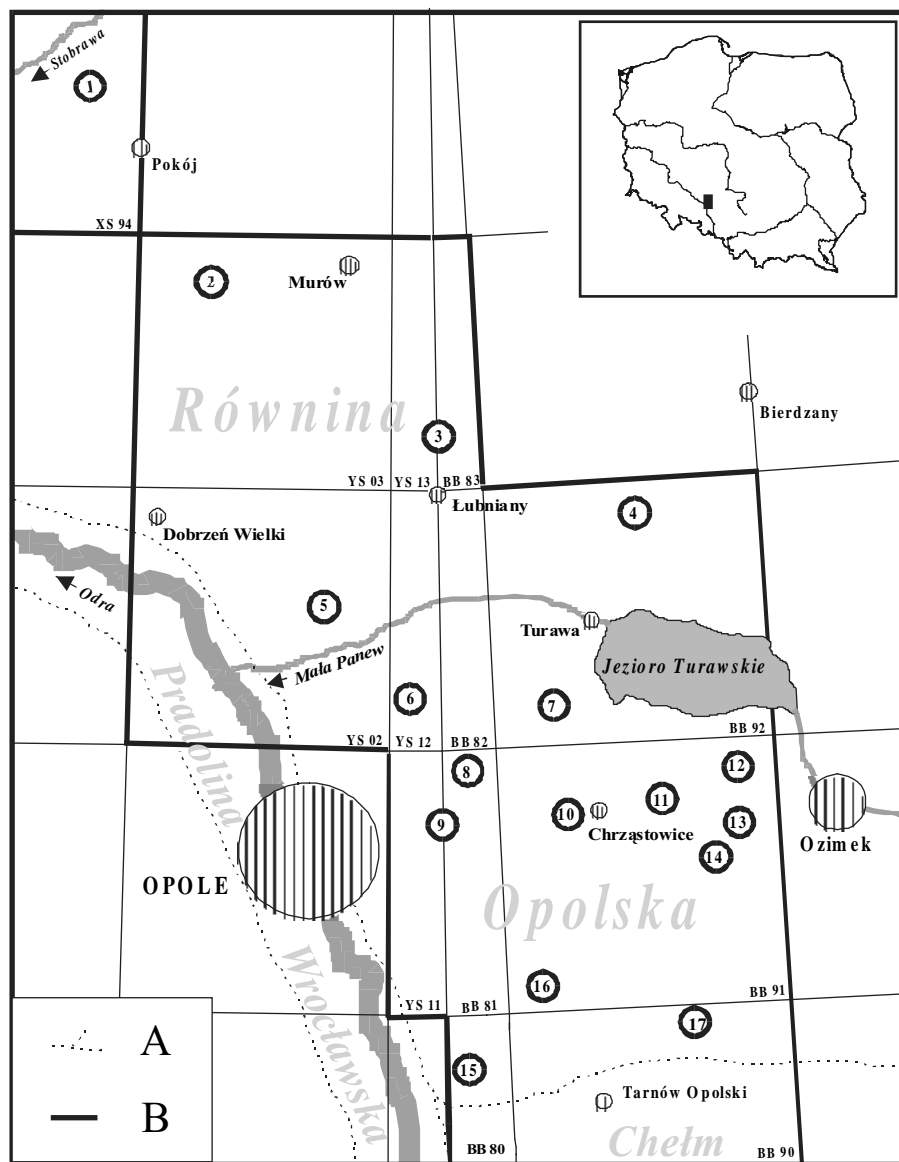 Stobrawa
1
Pokój
XS 94
2
Murów
Równina
Bierdzany
3
YS 03
YS 13
BB 83
Łubniany
4
Dobrzeń Wielki
Odra
5
Turawa
Mała Panew
Jezioro Turawskie
Pradolina
6
7
YS 02
YS 12
BB 82
BB 92
8
12
9
10
Chrząstowice
11
13
14
Ozimek
OPOLE
Opolska
Wrocławska
16
YS 11
BB 81
BB 91
17
15
Tarnów Opolski
Chełm
BB 80
BB 90
A
B